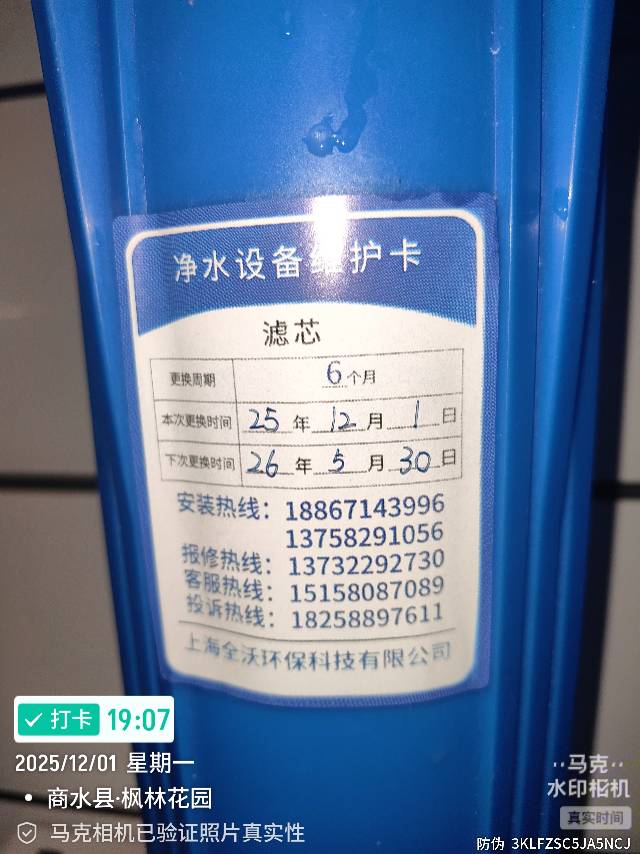 净水设备维护卡
滤芯
更换周期 6个月
本次更换时间 25年12月1日
下次更换时间 26年5月30日
安装热线：18867143996
13758291056
报修热线：13732292730
客服热线：15158087089
投诉热线：18258897611
上海全沃环保科技有限公司
打卡 19:07
2025/12/01 星期一
商水县·枫林花园
马克相机已验证照片真实性
马克
水印相机
真实时间
防伪 3KLFZSC5JA5NCJ